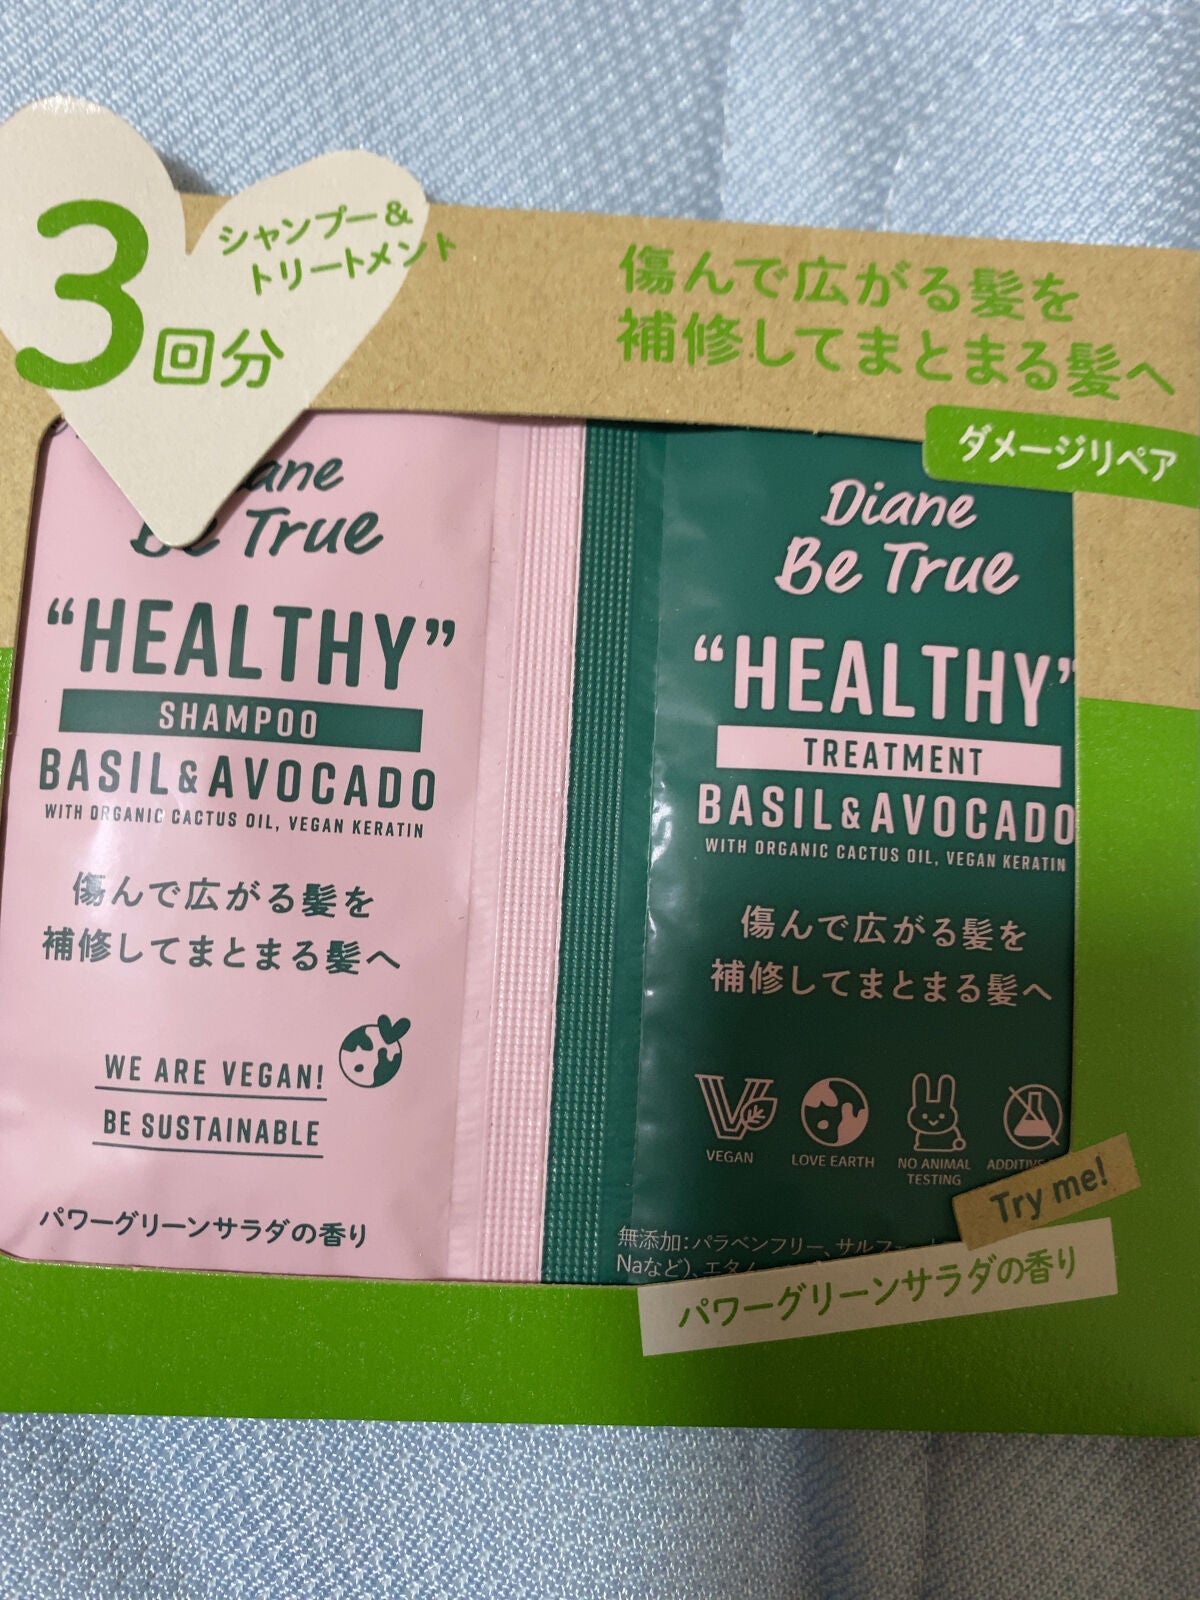 3回分
シャンプー&
トリートメント
傷んで広がる髪を
補修してまとまる髪へ
ダメージリペア
Be True
"HEALTHY"
SHAMPOO
BASIL&AVOCADO
WITH ORGANIC CACTUS OIL, VEGAN KERATIN
傷んで広がる髪を
補修してまとまる髪へ
WE ARE VEGAN!
BE SUSTAINABLE
パワーグリーンサラダの香り
Diane
Be True
"HEALTHY"
TREATMENT
BASIL&AVOCADO
WITH ORGANIC CACTUS OIL, VEGAN KERATIN
傷んで広がる髪を
補修してまとまる髪へ
VEGAN
LOVE EARTH
NO ANIMAL
TESTING
無添加:パラベンフリー、
Naなど)、
Try me!
パワーグリーンサラダの香り